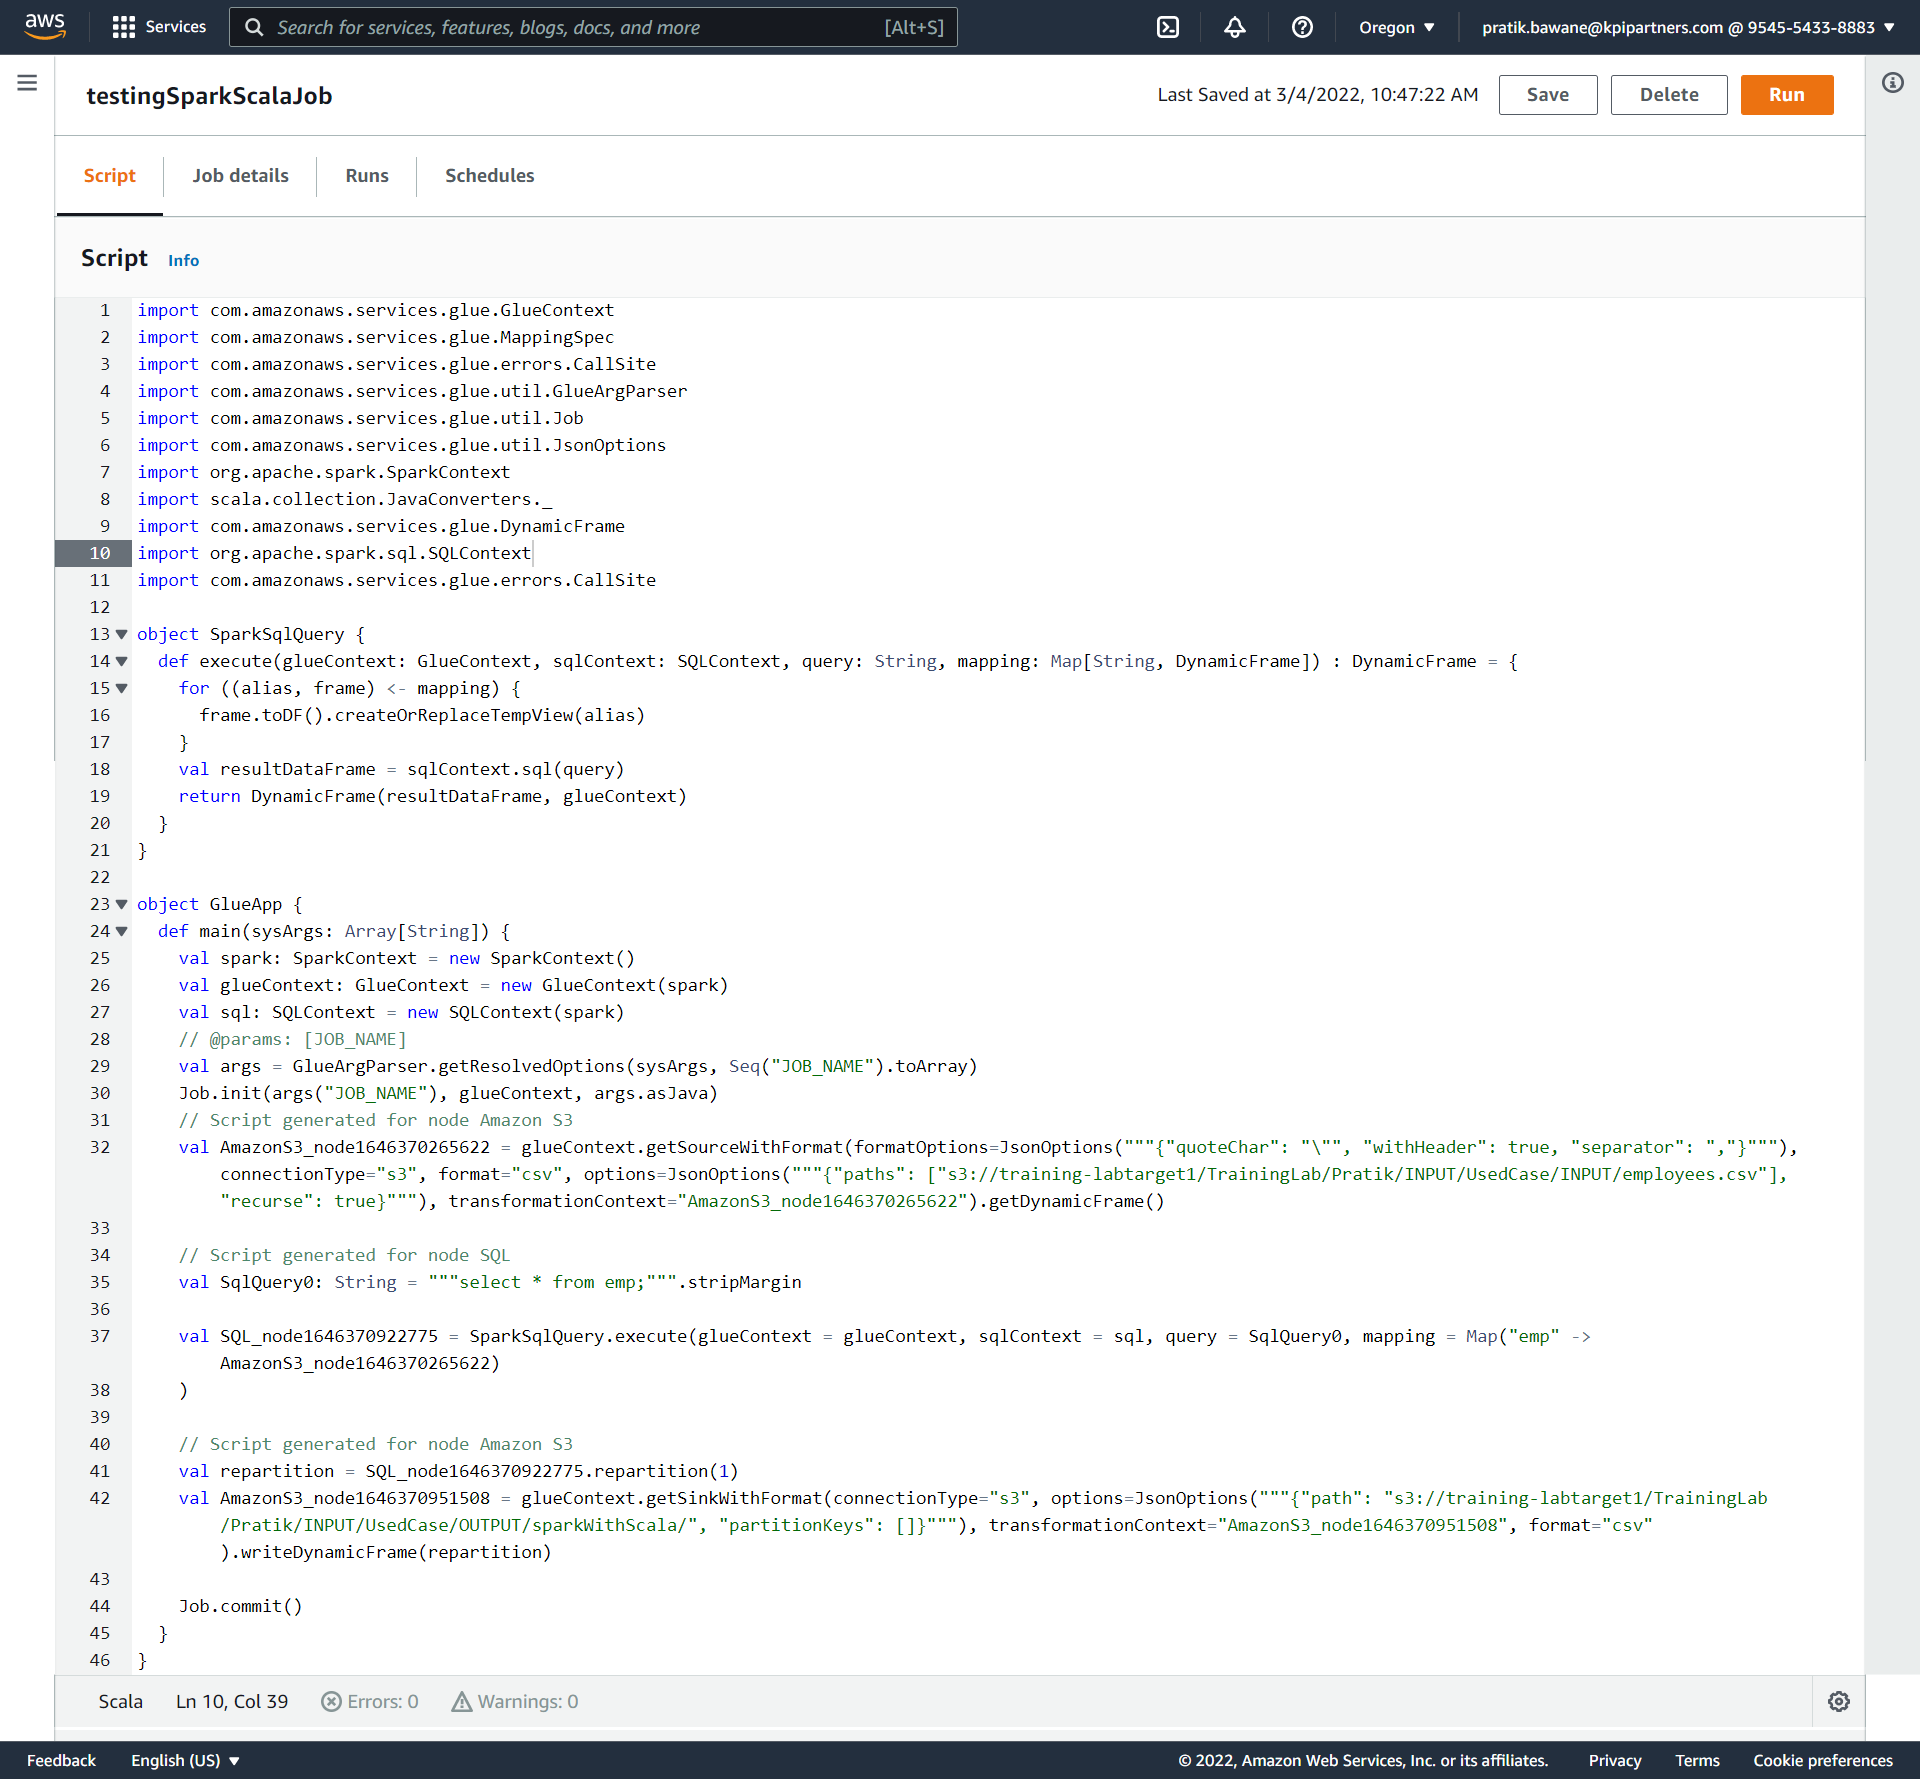 aws
Services
Search for services, features, blogs, docs, and more [Alt+S]
Oregon ▼
pratik.bawane@kpipartners.com @ 9545-5433-8883 ▼
testingSparkScalaJob
Last Saved at 3/4/2022, 10:47:22 AM
Save
Delete
Run
Script
Job details
Runs
Schedules
Script Info
1 import com.amazonaws.services.glue.GlueContext
2 import com.amazonaws.services.glue.MappingSpec
3 import com.amazonaws.services.glue.errors.CallSite
4 import com.amazonaws.services.glue.util.GlueArgParser
5 import com.amazonaws.services.glue.util.Job
6 import com.amazonaws.services.glue.util.JsonOptions
7 import org.apache.spark.SparkContext
8 import scala.collection.JavaConverters._
9 import com.amazonaws.services.glue.DynamicFrame
10 import org.apache.spark.sql.SQLContext
11 import com.amazonaws.services.glue.errors.CallSite
12
13 object SparkSqlQuery {
14   def execute(glueContext: GlueContext, sqlContext: SQLContext, query: String, mapping: Map[String, DynamicFrame]) : DynamicFrame = {
15     for ((alias, frame) <- mapping) {
16       frame.toDF().createOrReplaceTempView(alias)
17     }
18     val resultDataFrame = sqlContext.sql(query)
19     return DynamicFrame(resultDataFrame, glueContext)
20   }
21 }
22
23 object GlueApp {
24   def main(sysArgs: Array[String]) {
25     val spark: SparkContext = new SparkContext()
26     val glueContext: GlueContext = new GlueContext(spark)
27     val sql: SQLContext = new SQLContext(spark)
28     // @params: [JOB_NAME]
29     val args = GlueArgParser.getResolvedOptions(sysArgs, Seq("JOB_NAME").toArray)
30     Job.init(args("JOB_NAME"), glueContext, args.asJava)
31     // Script generated for node Amazon S3
32     val AmazonS3_node1646370265622 = glueContext.getSourceWithFormat(formatOptions=JsonOptions("""{"quoteChar": "\"", "withHeader": true, "separator": ","}"""),
connectionType="s3", format="csv", options=JsonOptions("""{"paths": ["s3://training-labtarget1/TrainingLab/Pratik/INPUT/UsedCase/INPUT/employees.csv"],
"recurse": true}"""), transformationContext="AmazonS3_node1646370265622").getDynamicFrame()
33
34     // Script generated for node SQL
35     val SqlQuery0: String = """select * from emp;""".stripMargin
36
37     val SQL_node1646370922775 = SparkSqlQuery.execute(glueContext = glueContext, sqlContext = sql, query = SqlQuery0, mapping = Map("emp" ->
AmazonS3_node1646370265622)
38     )
39
40     // Script generated for node Amazon S3
41     val repartition = SQL_node1646370922775.repartition(1)
42     val AmazonS3_node1646370951508 = glueContext.getSinkWithFormat(connectionType="s3", options=JsonOptions("""{"path": "s3://training-labtarget1/TrainingLab
/Pratik/INPUT/UsedCase/OUTPUT/sparkWithScala/", "partitionKeys": []}"""), transformationContext="AmazonS3_node1646370951508", format="csv"
).writeDynamicFrame(repartition)
43
44     Job.commit()
45   }
46 }
Scala
Ln 10, Col 39
Errors: 0
Warnings: 0
Feedback
English (US) ▼
© 2022, Amazon Web Services, Inc. or its affiliates.
Privacy
Terms
Cookie preferences